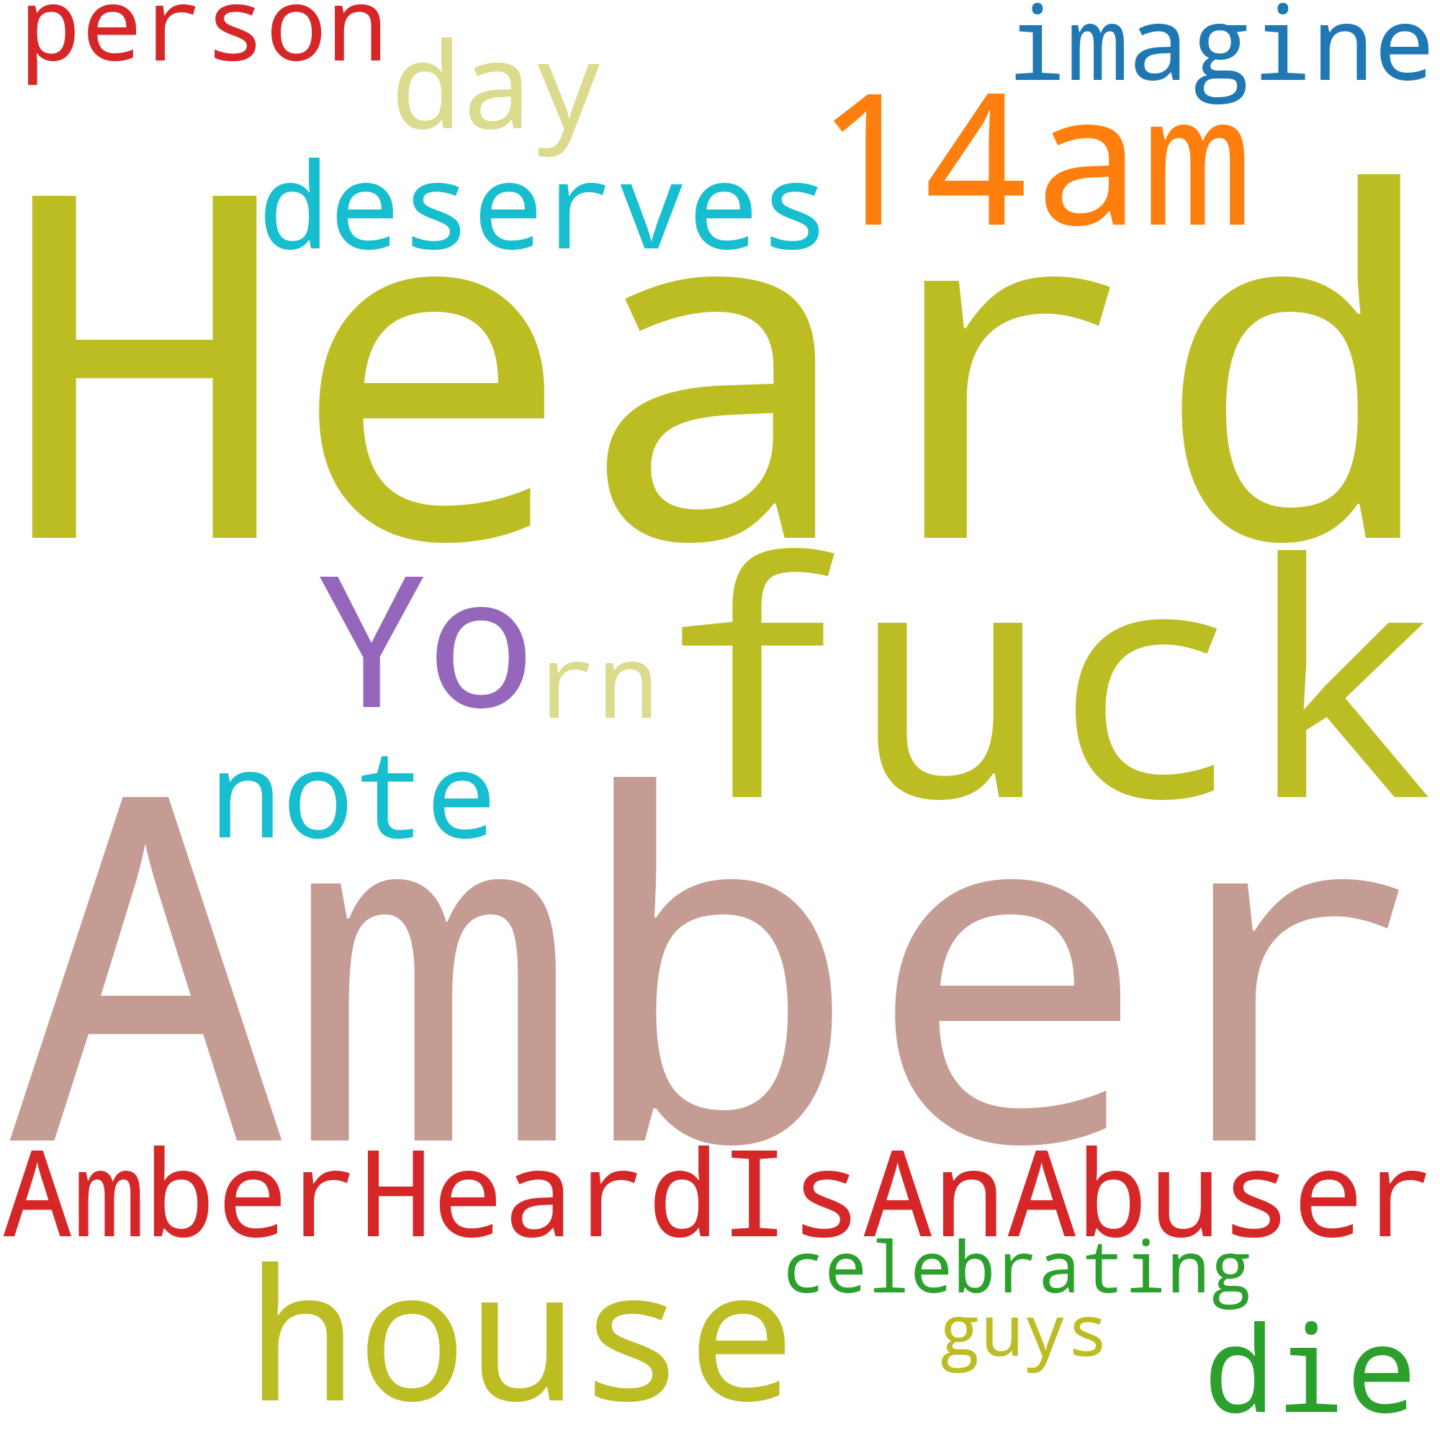 person
imagine
day
14am
deserves
Heard
Yo
fuck
rn
note
Amber
AmberHeardIsAnAbuser
celebrating
house
guys
die